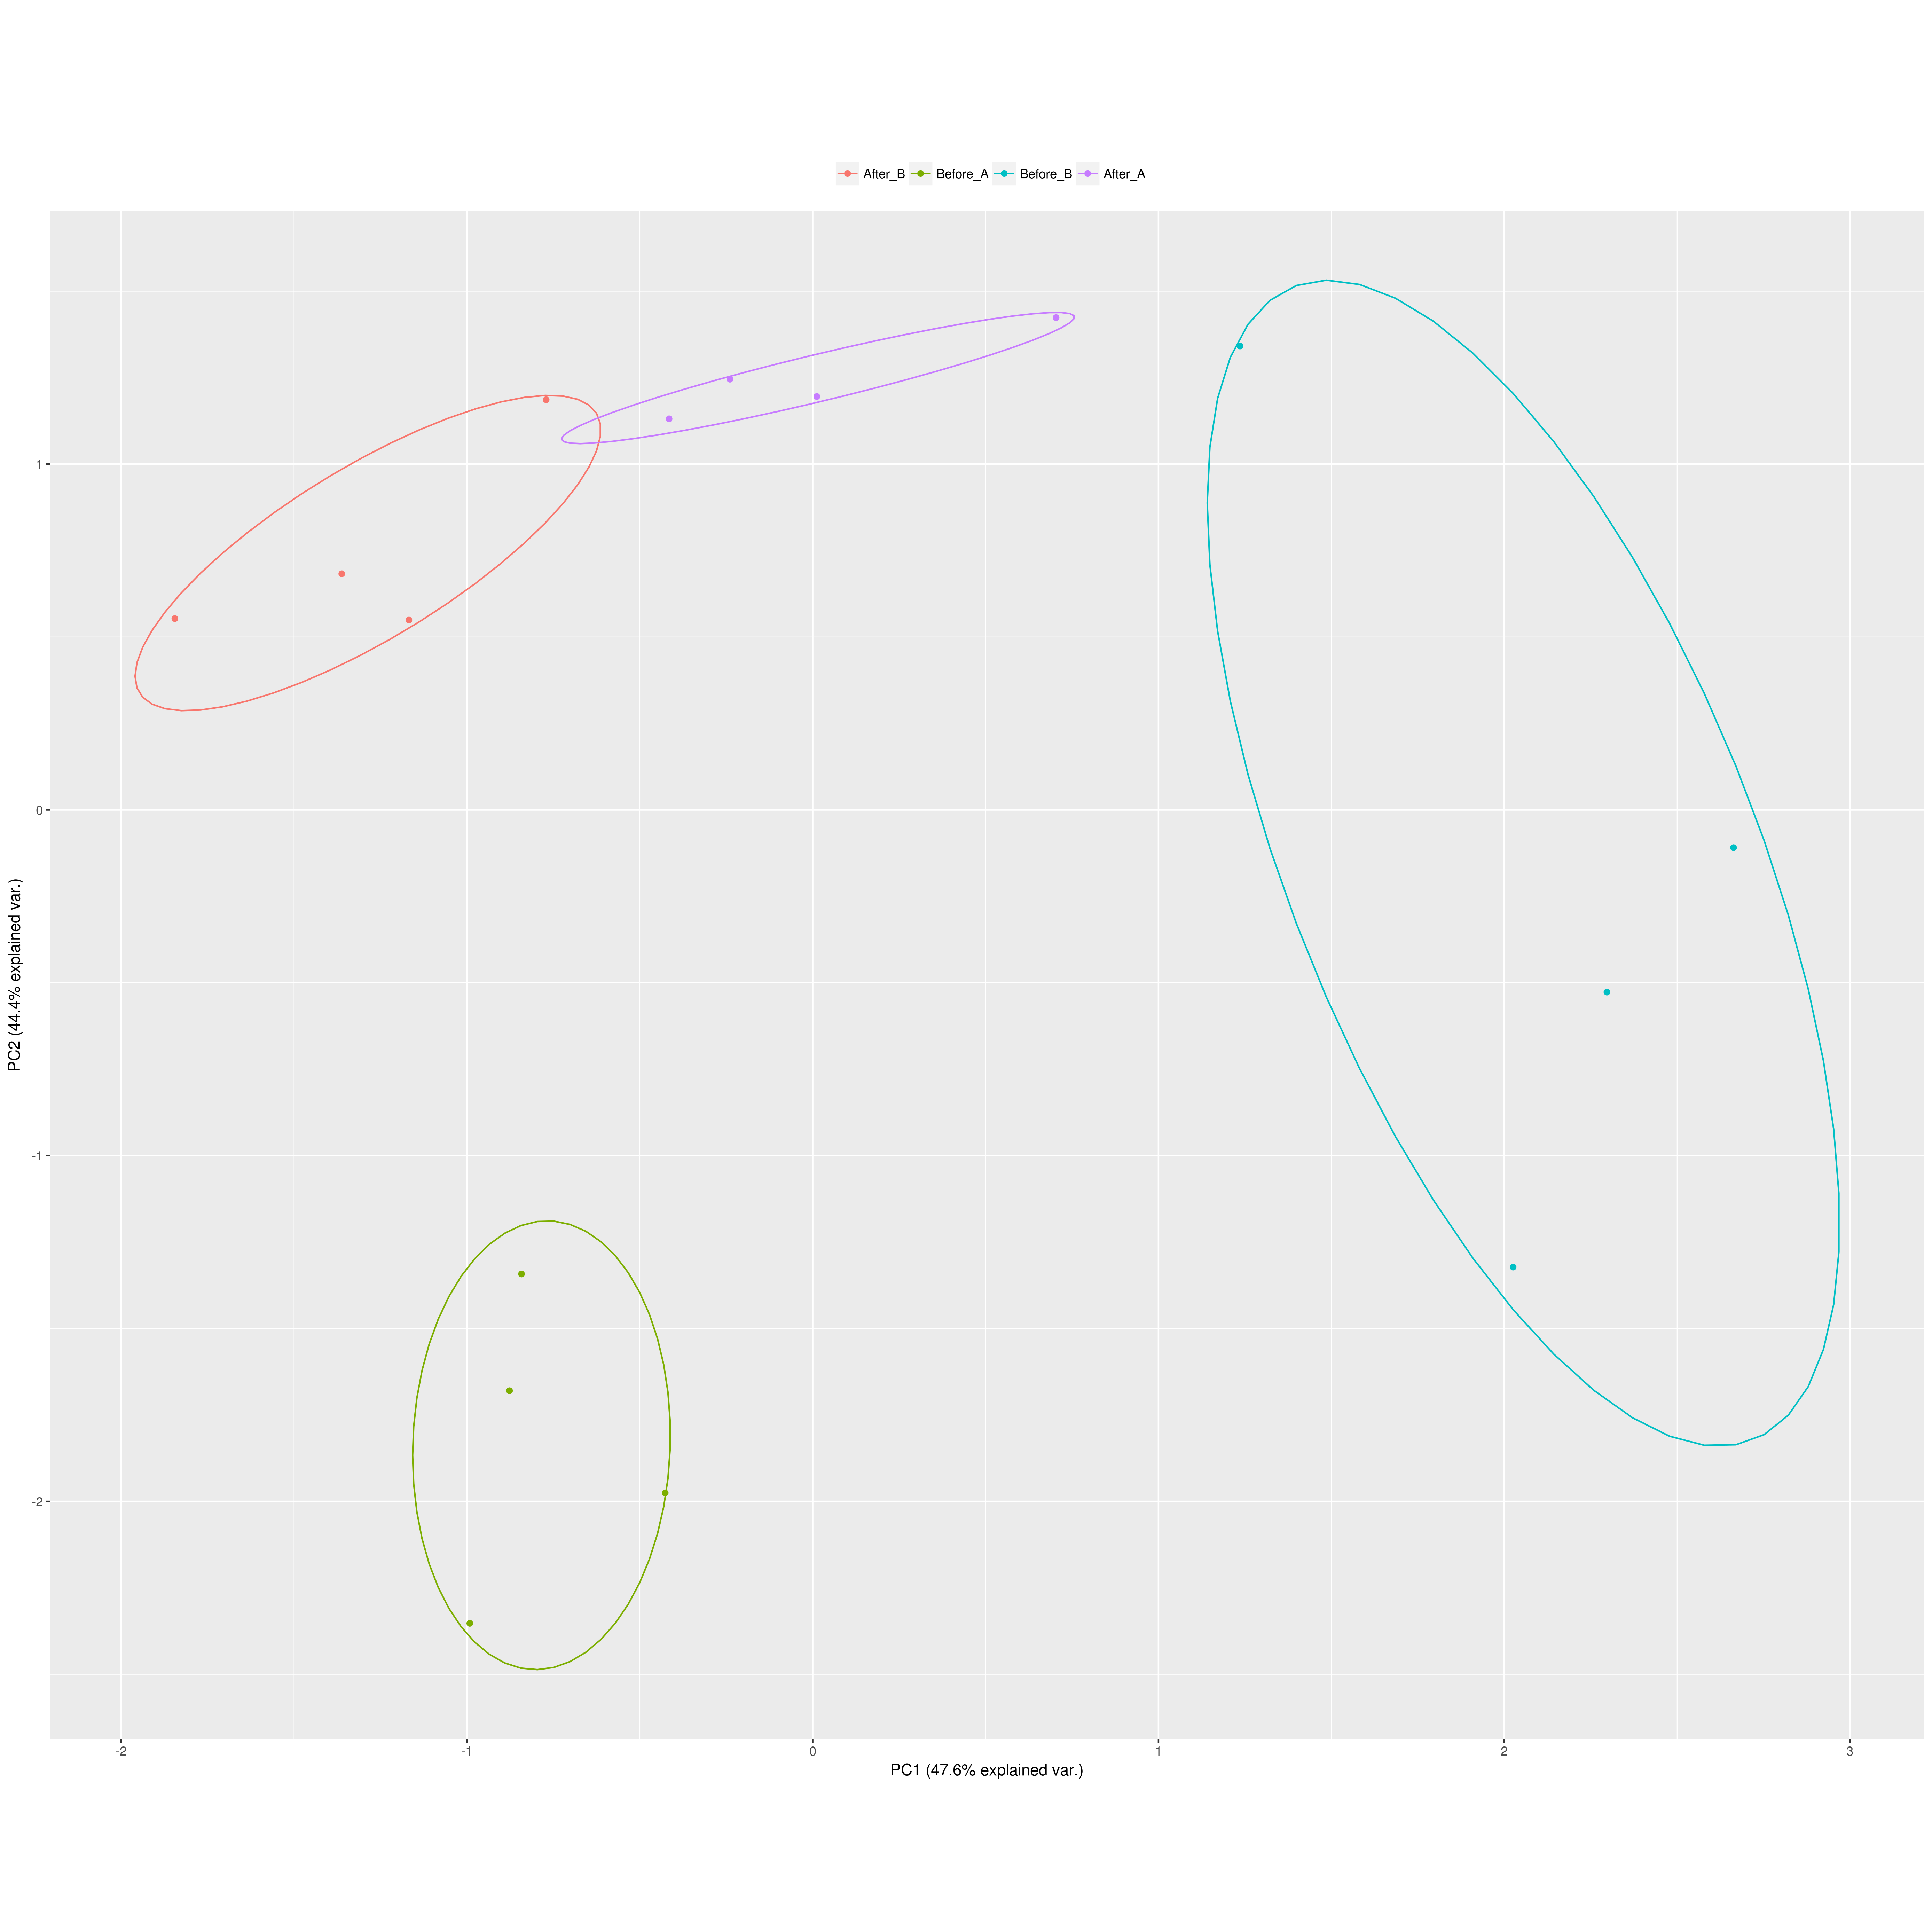 After_B Before_A Before_B After_A
1
0
-1
-2
PC2 (44.4% explained var.)
-2 -1 0 1 2 3
PC1 (47.6% explained var.)